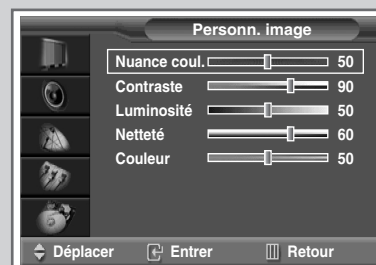 Personn. image
Nuance coul. 50
Contraste 90
Luminosité 50
Netteté 60
Couleur 50
Déplacer Entrer Retour